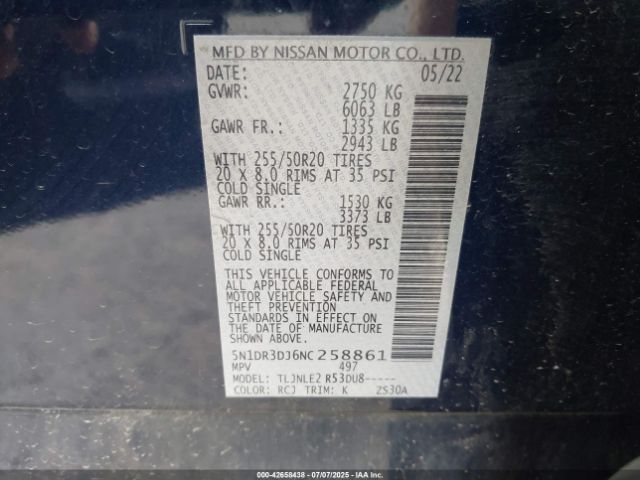 MFD BY NISSAN MOTOR CO., LTD.
DATE: 05/22
GVWR: 2750 KG
6063 LB
GAWR FR.: 1335 KG
2943 LB
WITH 255/50R20 TIRES
20 X 8.0 RIMS AT 35 PSI
COLD SINGLE
GAWR RR.: 1530 KG
3373 LB
WITH 255/50R20 TIRES
20 X 8.0 RIMS AT 35 PSI
COLD SINGLE
THIS VEHICLE CONFORMS TO
ALL APPLICABLE FEDERAL
MOTOR VEHICLE SAFETY AND
THEFT PREVENTION
STANDARDS IN EFFECT ON
THE DATE OF MANUFACTURE
SHOWN ABOVE
5N1DR3DJ6NC258861
MPV 497
MODEL: TLJNLE2 R53DU8-----
COLOR: RCJ TRIM: K ZS30A
000-42658438 - 07/07/2025 - IAAI.COM